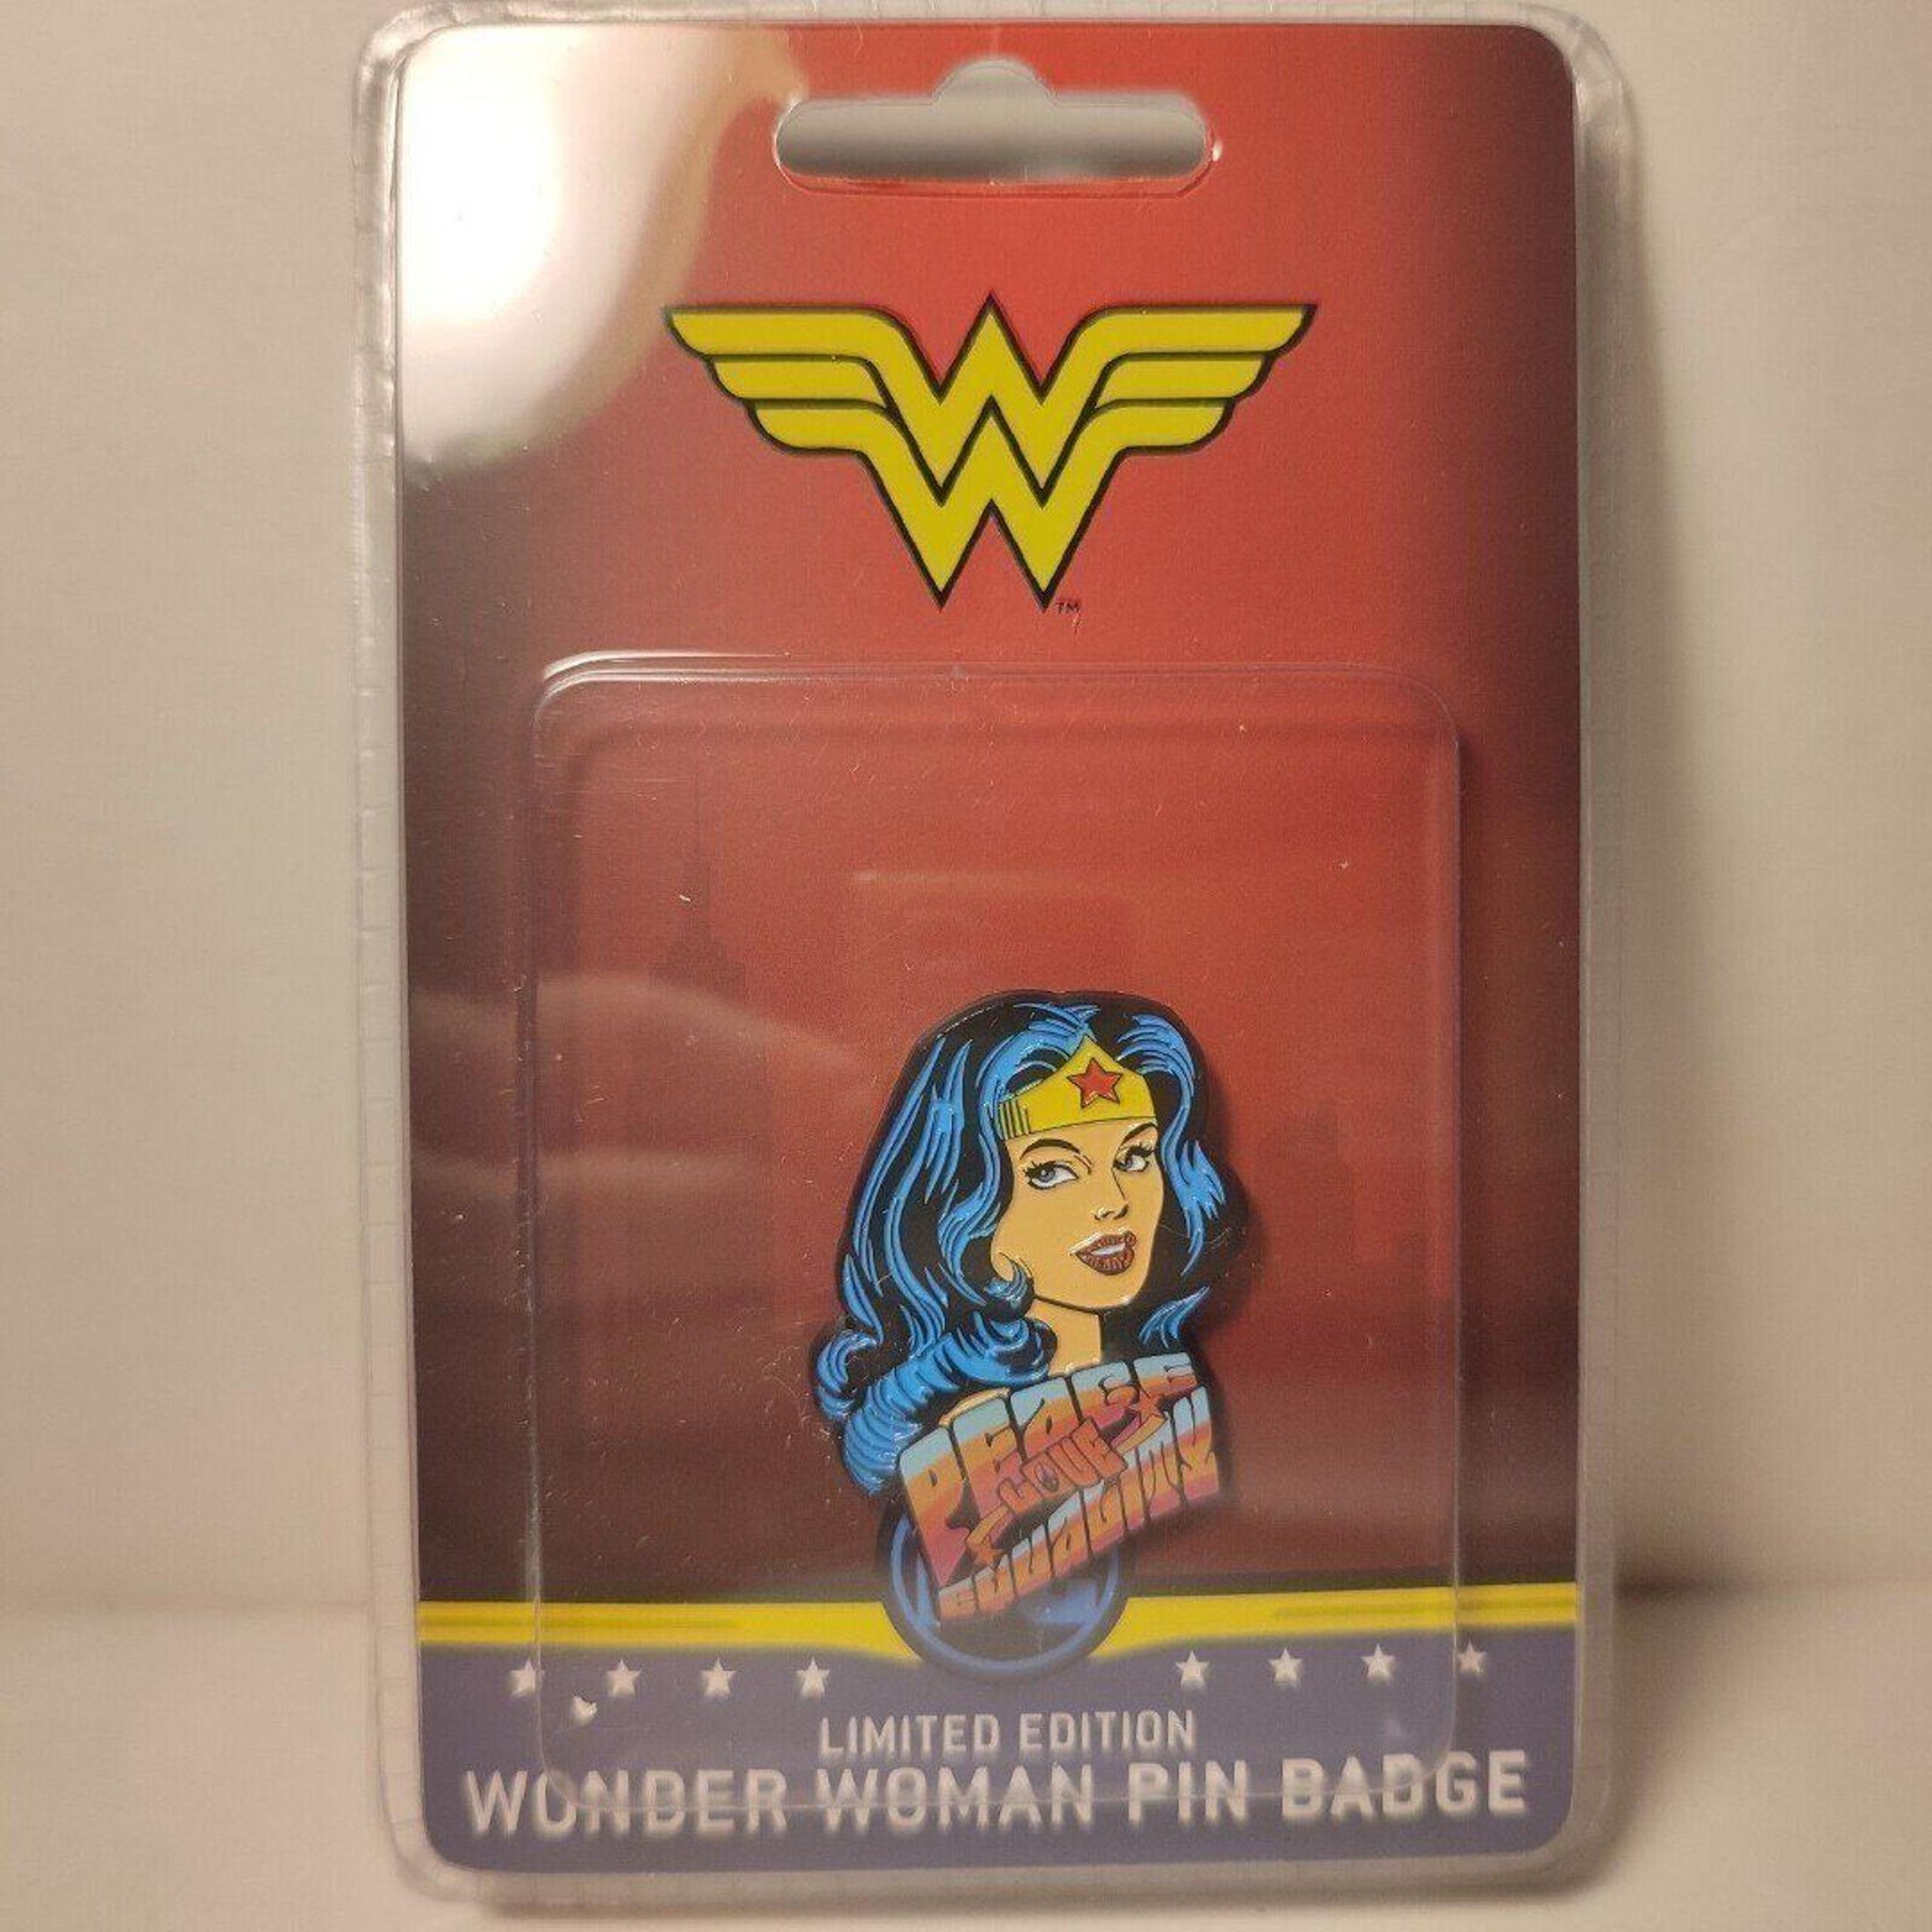 TM
PEACE
LOVE
EQUALITY
LIMITED EDITION
WONDER WOMAN PIN BADGE